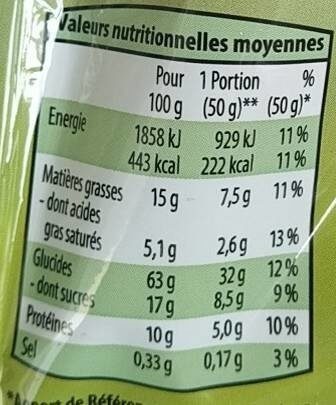 Valeurs nutritionnelles moyennes
Pour 1 Portion %
100 g (50 g)** (50 g)*
Energie 1858 kJ 929 kJ 11 %
443 kcal 222 kcal 11 %
Matières grasses 15 g 7,5 g 11 %
- dont acides
gras saturés 5,1 g 2,6 g 13 %
Glucides 63 g 32 g 12 %
- dont sucres 17 g 8,5 g 9 %
Protéines 10 g 5,0 g 10 %
Sel 0,33 g 0,17 g 3 %
de Référen